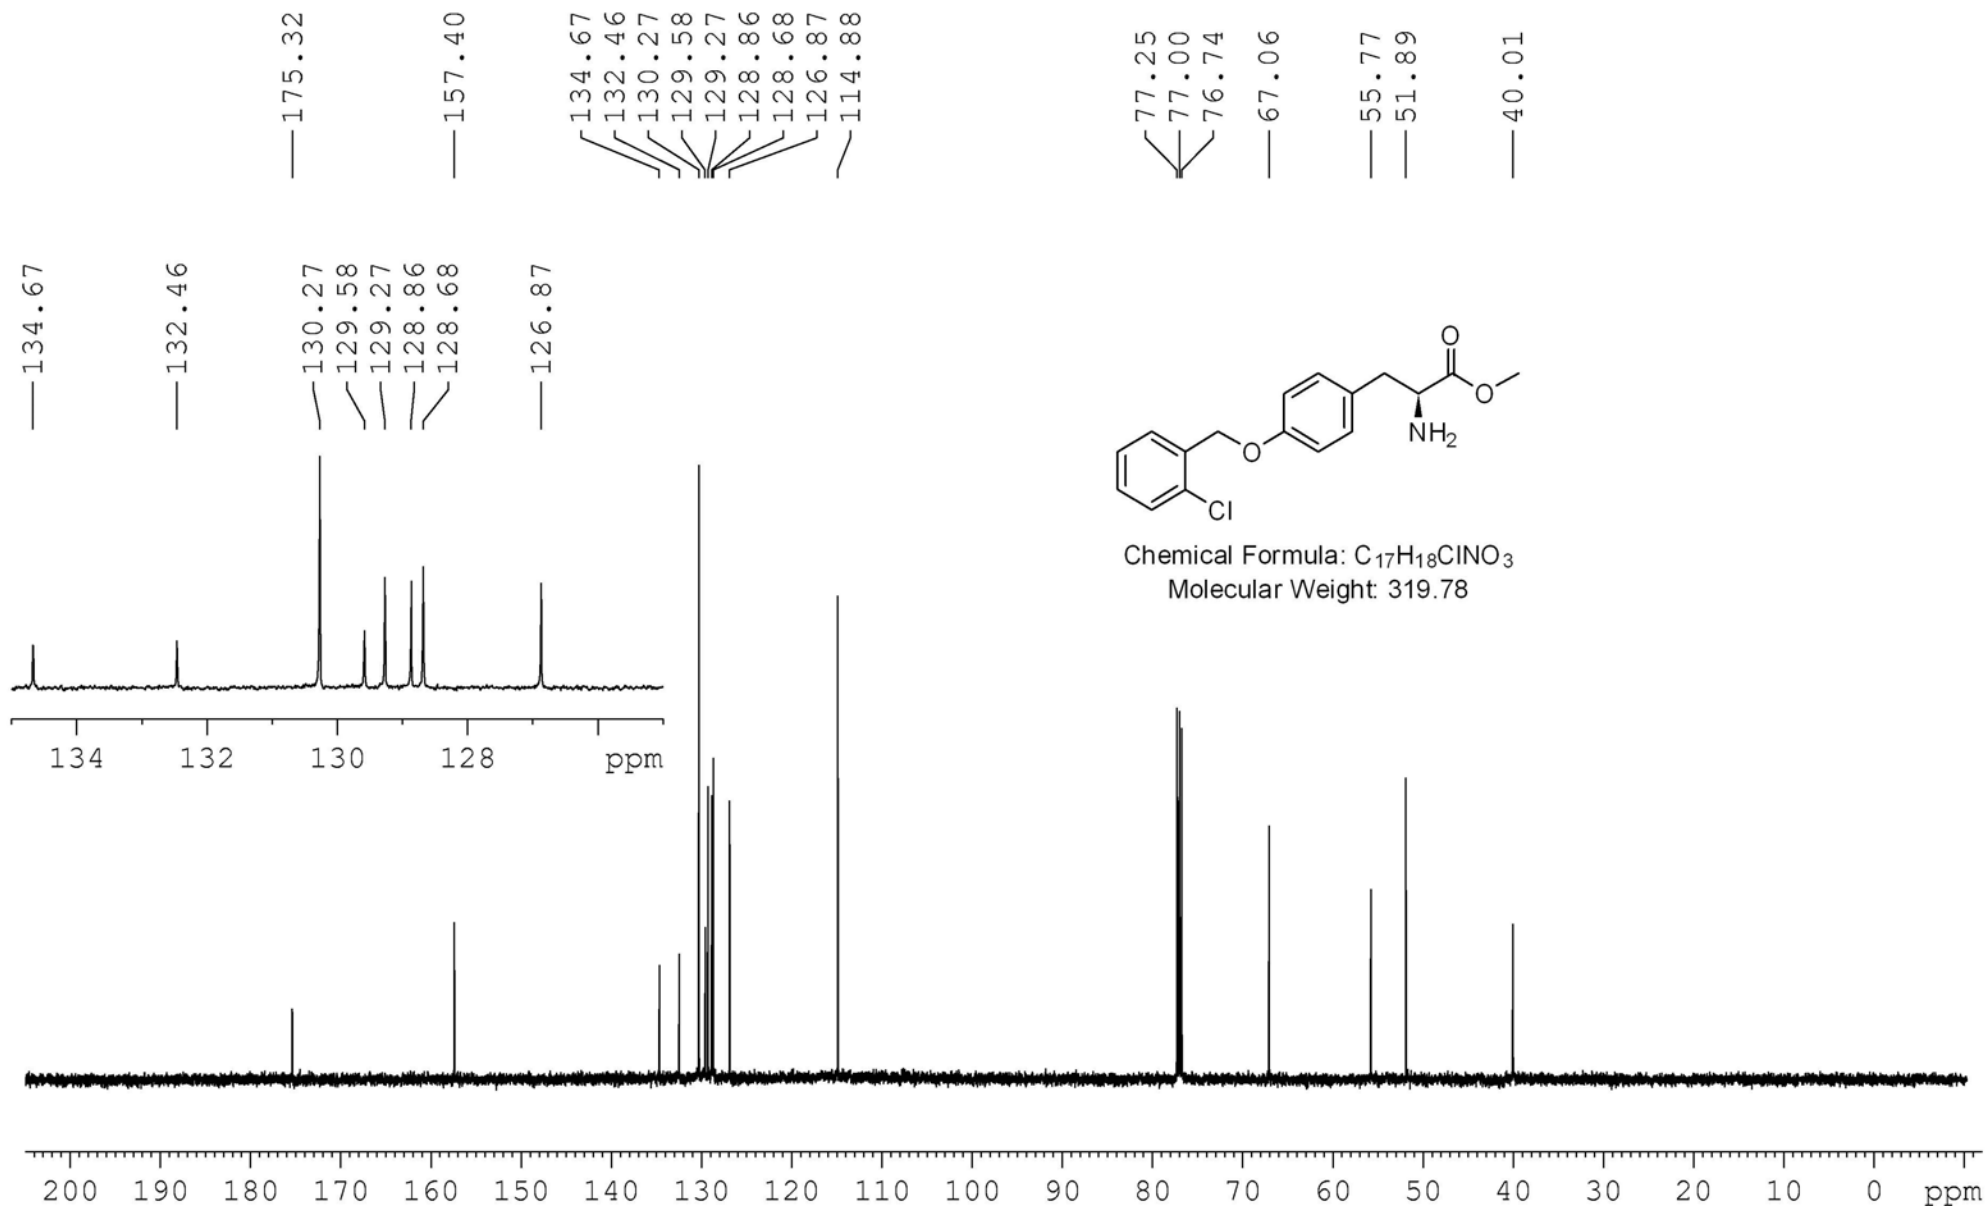 175.32
157.40
134.67
132.46
130.27
129.58
129.27
128.86
128.68
126.87
114.88
77.25
77.00
76.74
67.06
55.77
51.89
40.01
134.67
132.46
130.27
129.58
129.27
128.86
128.68
126.87
134 132 130 128 ppm
O
O
NH2
O
Cl
Chemical Formula: C17H18ClNO3
Molecular Weight: 319.78
200 190 180 170 160 150 140 130 120 110 100 90 80 70 60 50 40 30 20 10 0 ppm